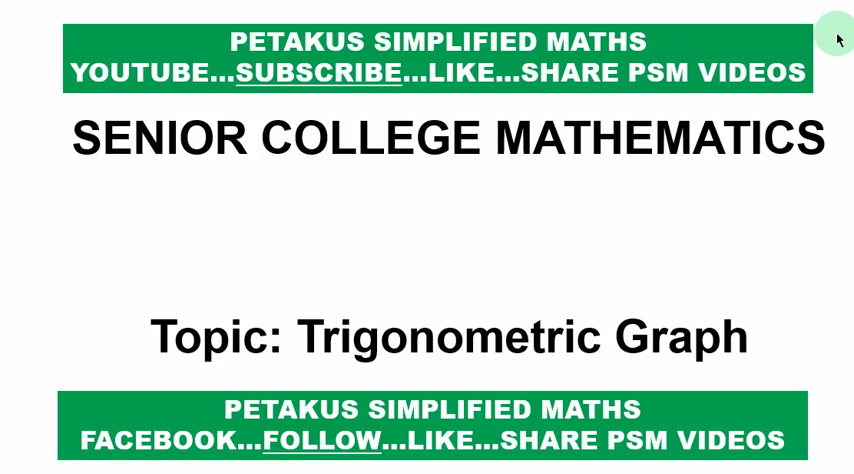 PETAKUS SIMPLIFIED MATHS
YOUTUBE...SUBSCRIBE...LIKE...SHARE PSM VIDEOS
SENIOR COLLEGE MATHEMATICS
Topic: Trigonometric Graph
PETAKUS SIMPLIFIED MATHS
FACEBOOK...FOLLOW...LIKE...SHARE PSM VIDEOS